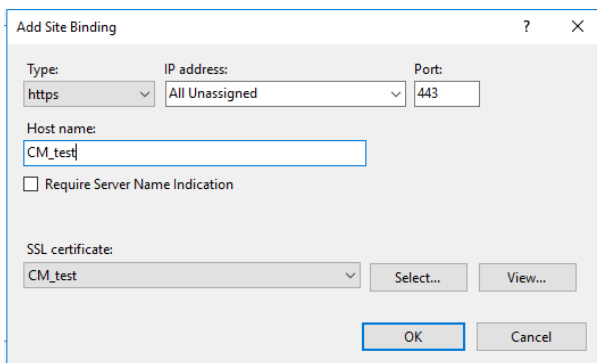 Add Site Binding ?
Type: IP address: Port:
https All Unassigned 443
Host name:
CM_test
Require Server Name Indication
SSL certificate:
CM_test Select... View...
OK Cancel